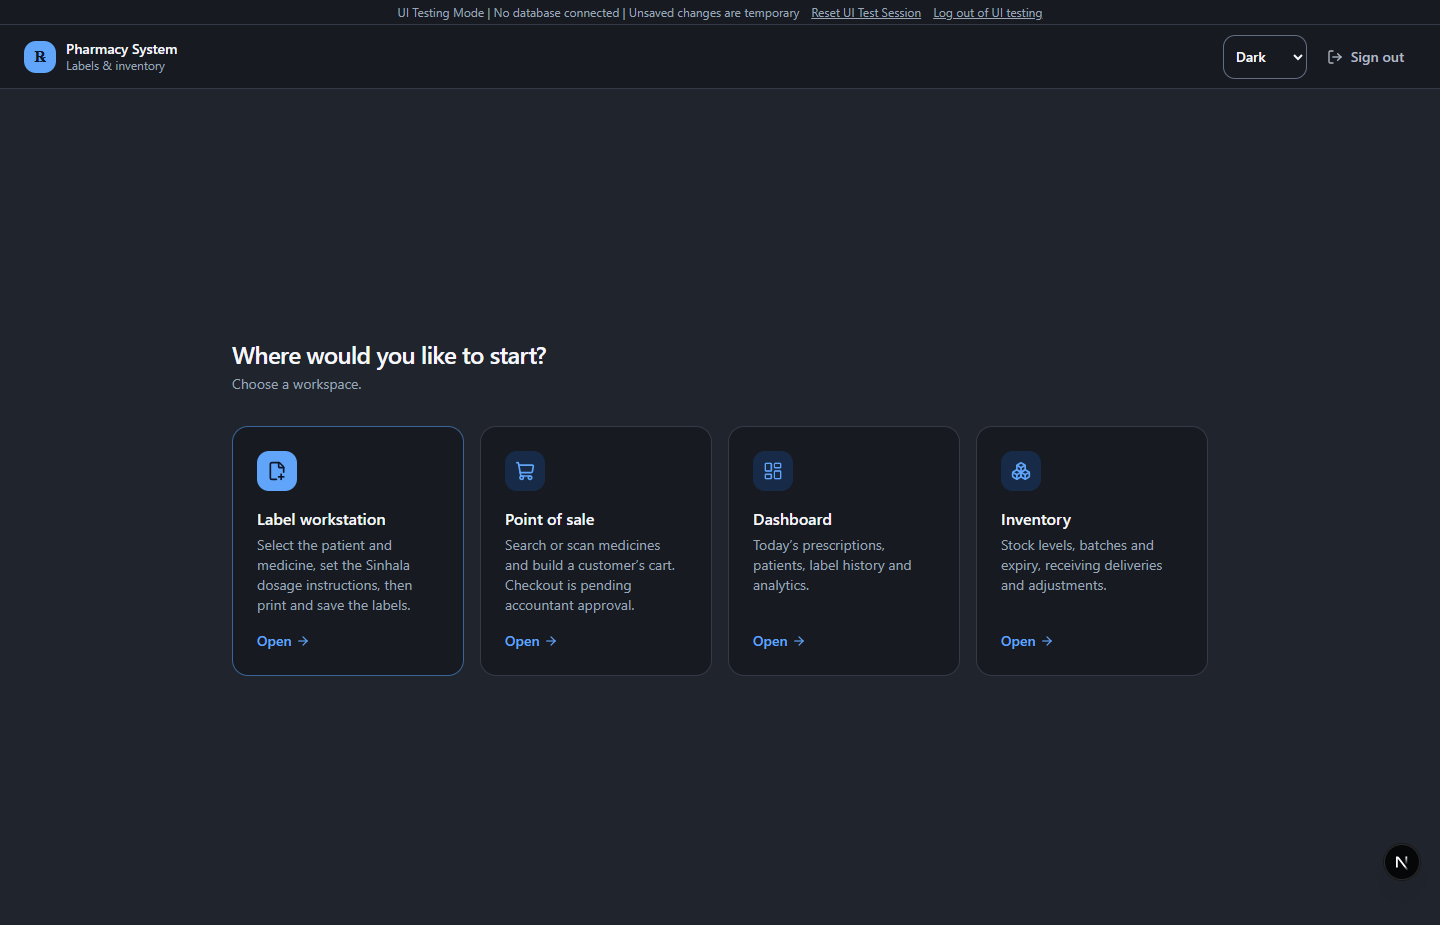 UI Testing Mode | No database connected | Unsaved changes are temporary Reset UI Test Session Log out of UI testing
℞ Pharmacy System
Labels & inventory
Dark
Sign out
Where would you like to start?
Choose a workspace.
Label workstation
Select the patient and
medicine, set the Sinhala
dosage instructions, then
print and save the labels.
Open →
Point of sale
Search or scan medicines
and build a customer’s cart.
Checkout is pending
accountant approval.
Open →
Dashboard
Today’s prescriptions,
patients, label history and
analytics.
Open →
Inventory
Stock levels, batches and
expiry, receiving deliveries
and adjustments.
Open →
N